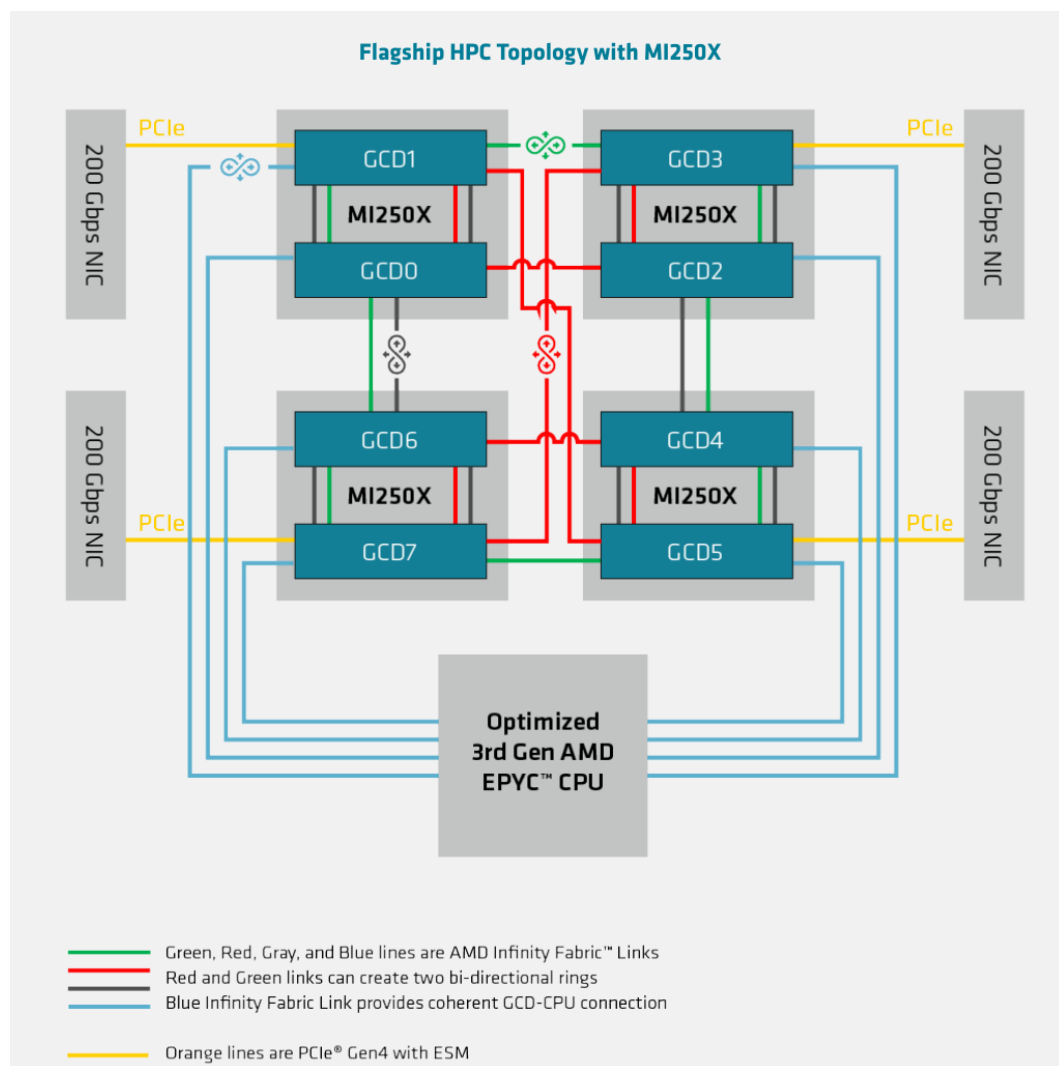 Flagship HPC Topology with MI250X
PCIe
PCIe
200 Gbps NIC
GCD1
GCD3
200 Gbps NIC
MI250X
MI250X
GCD0
GCD2
200 Gbps NIC
GCD6
GCD4
200 Gbps NIC
MI250X
MI250X
PCIe
PCIe
GCD7
GCD5
Optimized
3rd Gen AMD
EPYC™ CPU
Green, Red, Gray, and Blue lines are AMD Infinity Fabric™ Links
Red and Green links can create two bi-directional rings
Blue Infinity Fabric Link provides coherent GCD-CPU connection
Orange lines are PCIe® Gen4 with ESM